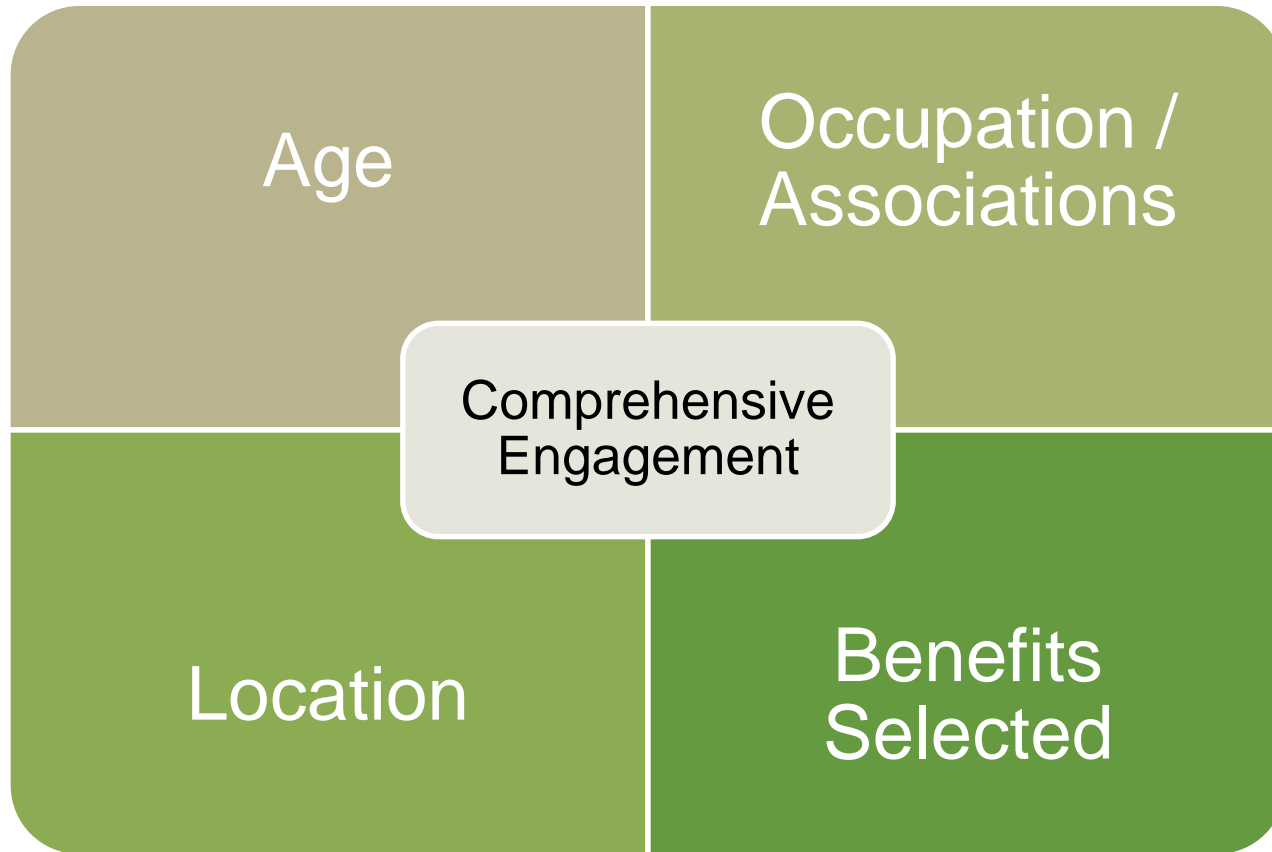 Age
Occupation /
Associations
Comprehensive
Engagement
Location
Benefits
Selected